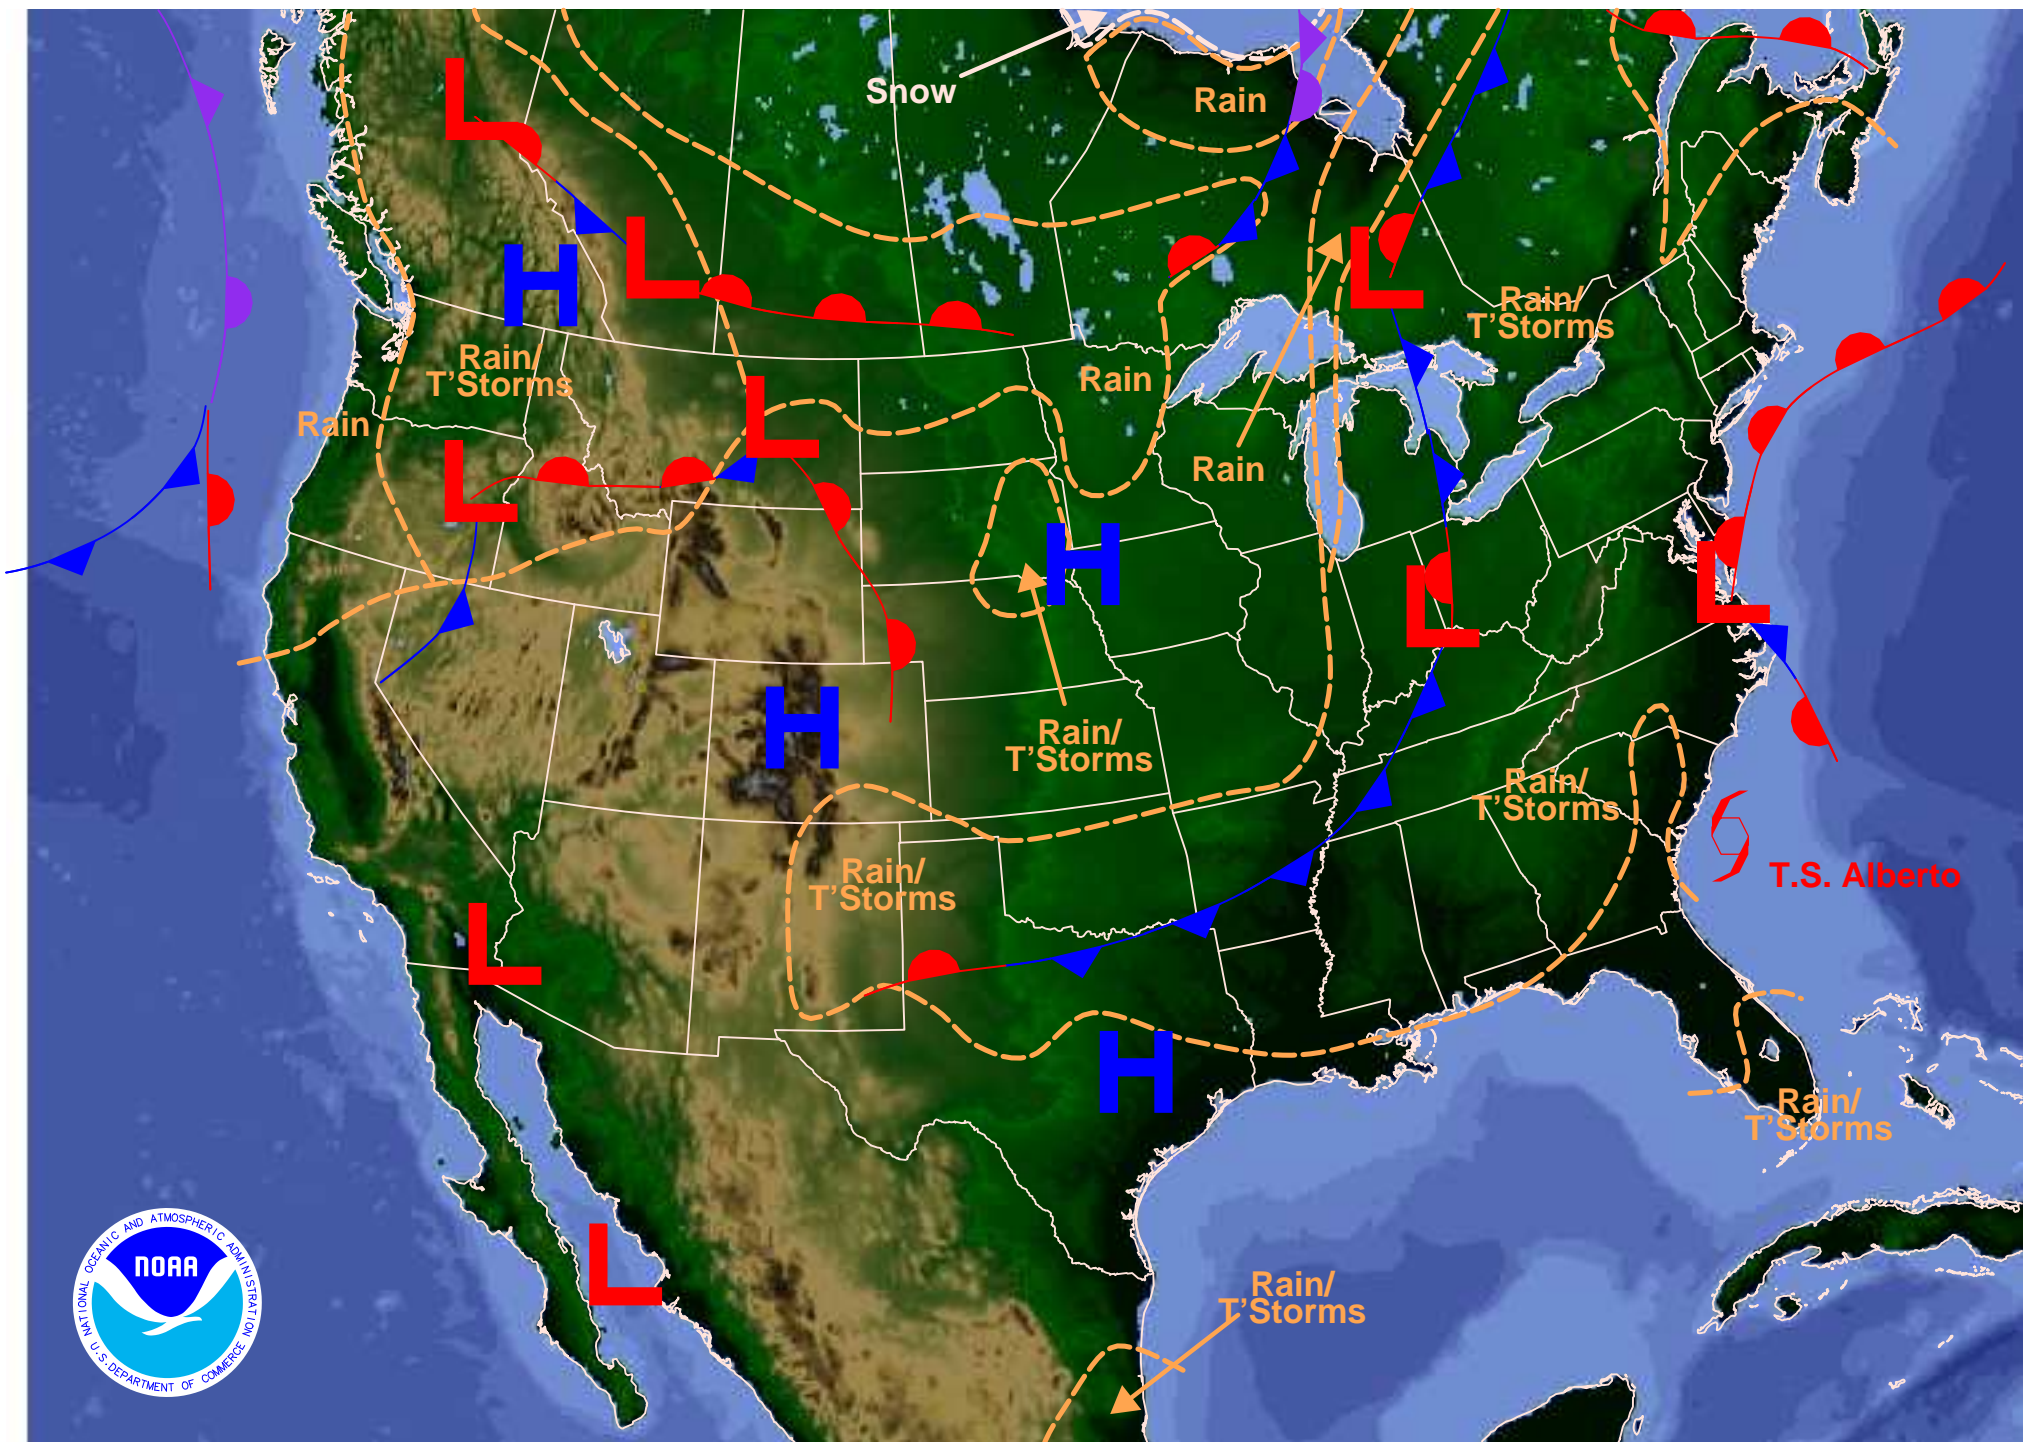 Snow
Rain
L
L
H
L
Rain/
T'Storms
Rain/
T'Storms
Rain
L
Rain
L
Rain
H
L
L
H
Rain/
T'Storms
Rain/
T'Storms
Rain/
T'Storms
T.S. Alberto
L
H
Rain/
T'Storms
L
Rain/
T'Storms
NATIONAL OCEANIC AND ATMOSPHERIC ADMINISTRATION
NOAA
U.S. DEPARTMENT OF COMMERCE